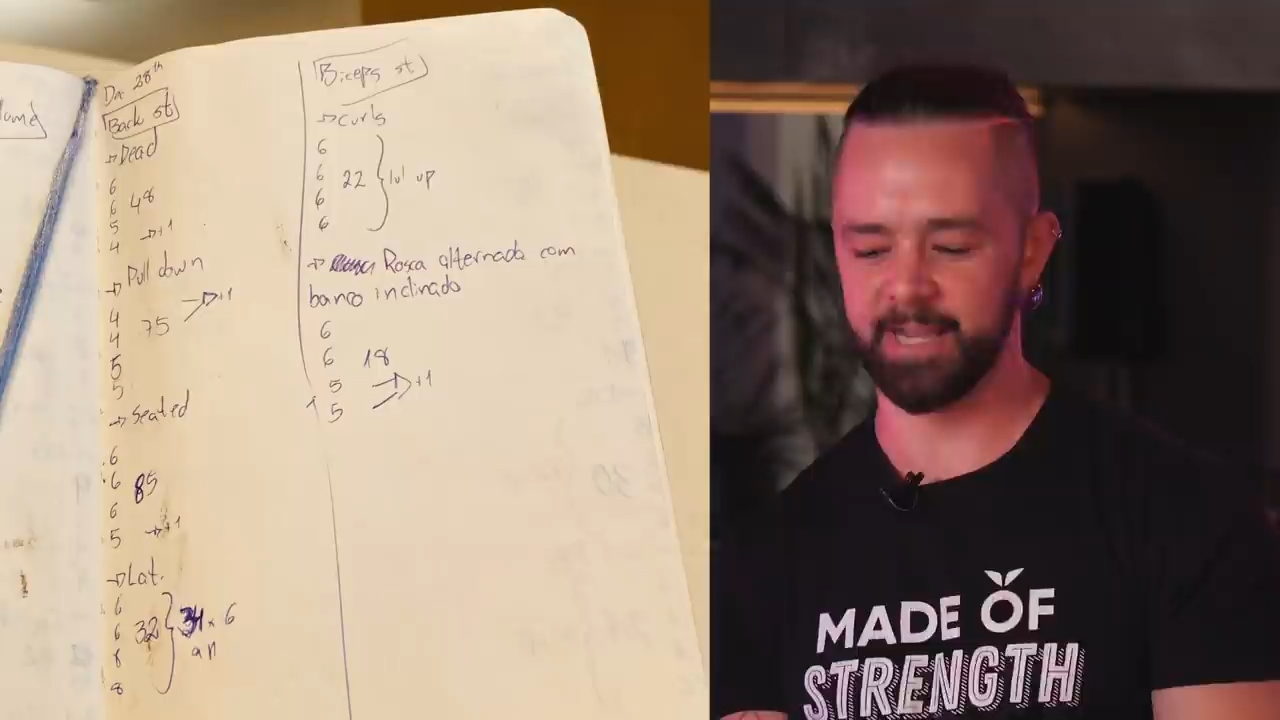 Da: 28th
Back st
→ Dead
6
6 48
5
4 → +1
→ Pull down
4 → +1
4 75
5
5
→ Seated
6
6 85
6
5 → +1
→ Lat.
6
6 32 34 x 6
8
8
Biceps st
→ curls
6
6 22 lvl up
6
6
→ Rosca alternada com
banco inclinado
6
6 18
5 → +1
5
MADE OF
STRENGTH